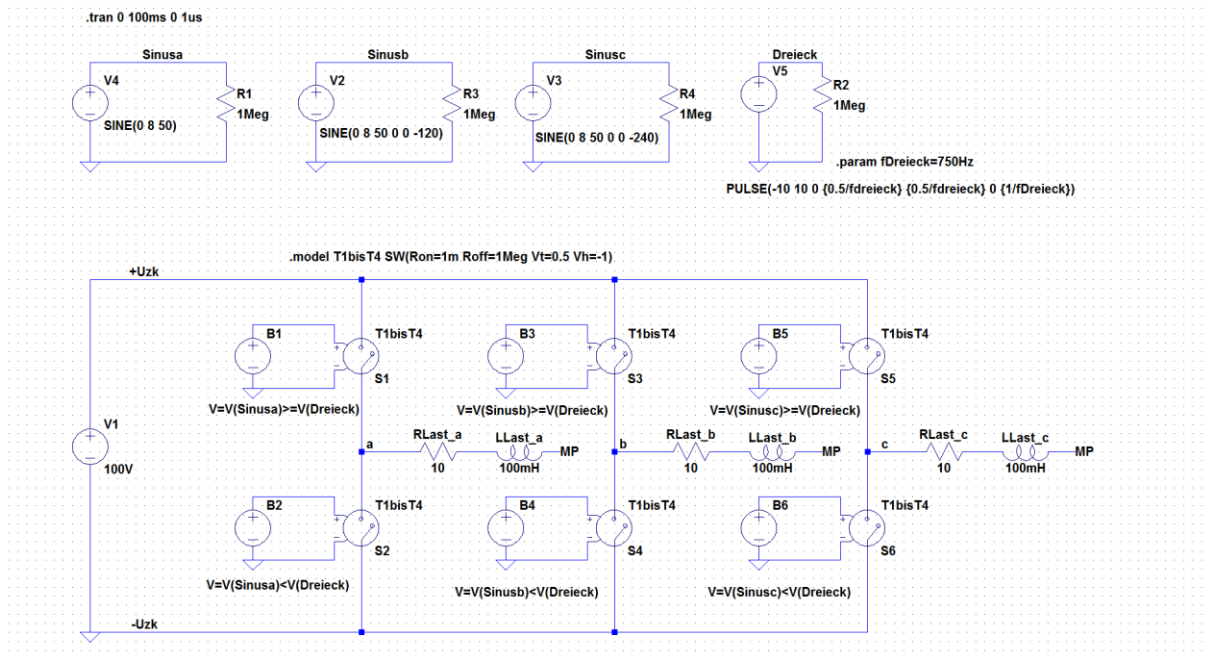 .tran 0 100ms 0 1us
Sinusa
V4
R1
1Meg
SINE(0 8 50)
Sinusb
V2
R3
1Meg
SINE(0 8 50 0 0 -120)
Sinusc
V3
R4
1Meg
SINE(0 8 50 0 0 -240)
Dreieck
V5
R2
1Meg
.param fDreieck=750Hz
PULSE(-10 10 0 {0.5/fdreieck} {0.5/fdreieck} 0 {1/fDreieck})
.model T1bisT4 SW(Ron=1m Roff=1Meg Vt=0.5 Vh=-1)
+Uzk
B1
T1bisT4
S1
V=V(Sinusa)>=V(Dreieck)
B3
T1bisT4
S3
V=V(Sinusb)>=V(Dreieck)
B5
T1bisT4
S5
V=V(Sinusc)>=V(Dreieck)
V1
100V
a
RLast_a
10
LLast_a
100mH
MP
b
RLast_b
10
LLast_b
100mH
MP
c
RLast_c
10
LLast_c
100mH
MP
B2
T1bisT4
S2
V=V(Sinusa)<V(Dreieck)
B4
T1bisT4
S4
V=V(Sinusb)<V(Dreieck)
B6
T1bisT4
S6
V=V(Sinusc)<V(Dreieck)
-Uzk